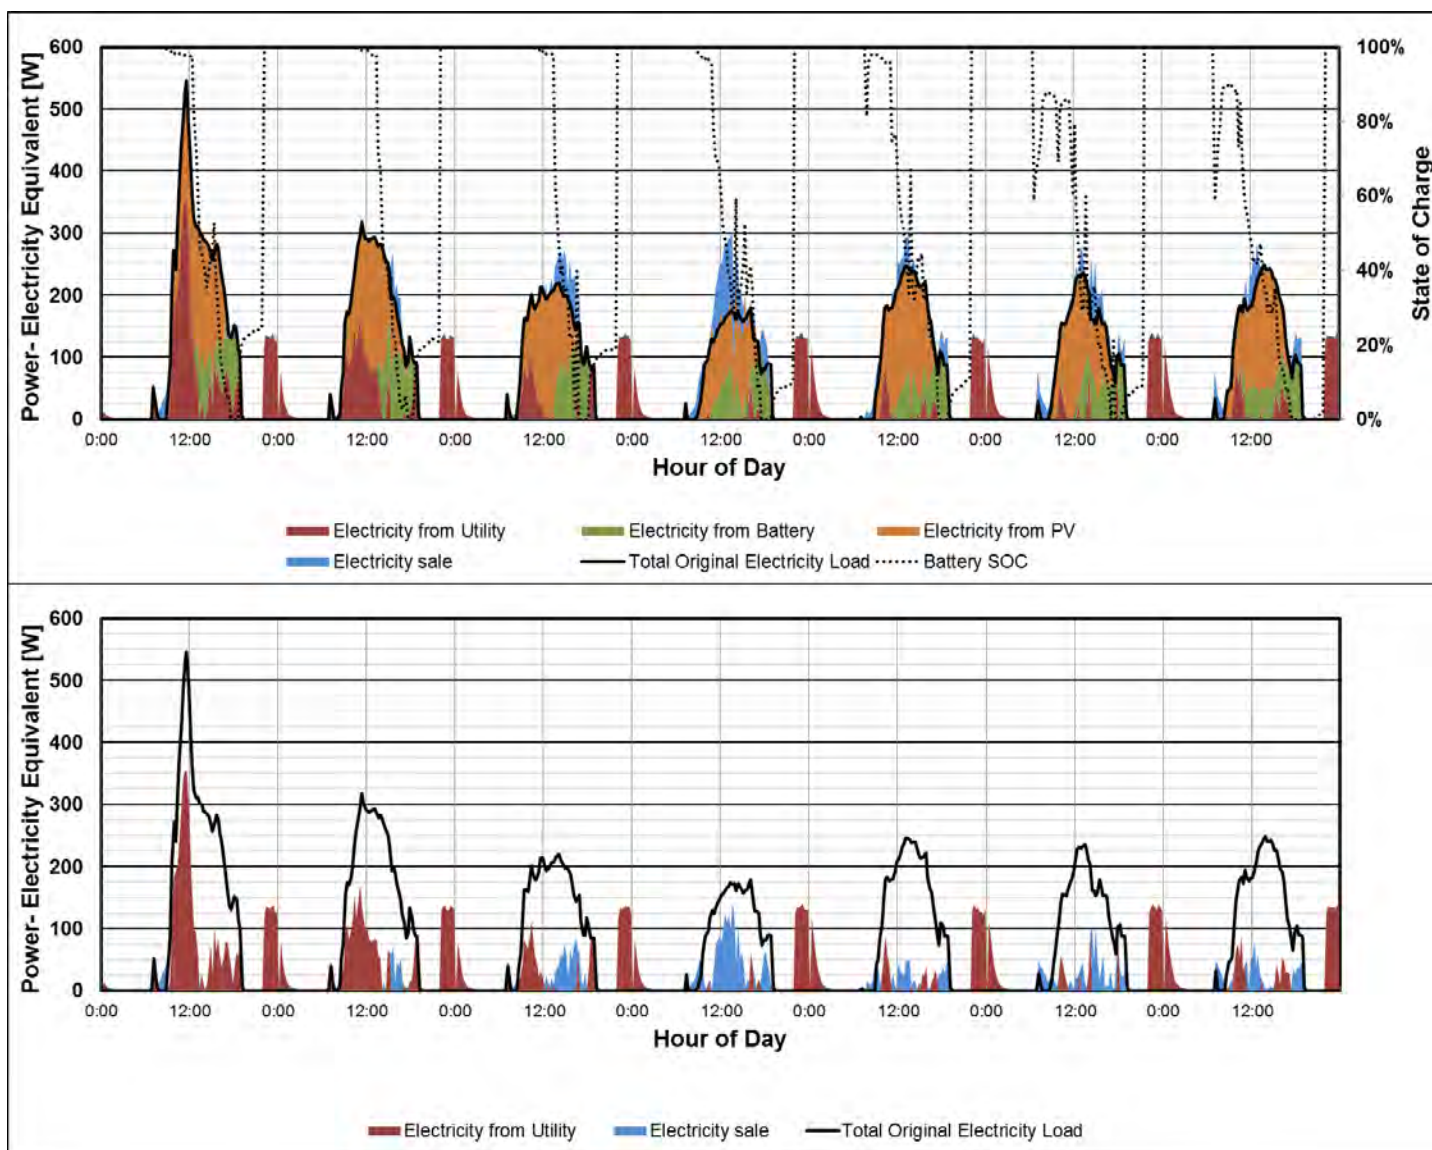 Power- Electricity Equivalent [W]
600
500
400
300
200
100
0
100%
80%
60%
40%
20%
0%
State of Charge
0:00 12:00 0:00 12:00 0:00 12:00 0:00 12:00 0:00 12:00 0:00 12:00 0:00 12:00
Hour of Day
Electricity from Utility Electricity from Battery Electricity from PV
Electricity sale Total Original Electricity Load Battery SOC
Power- Electricity Equivalent [W]
600
500
400
300
200
100
0
0:00 12:00 0:00 12:00 0:00 12:00 0:00 12:00 0:00 12:00 0:00 12:00 0:00 12:00
Hour of Day
Electricity from Utility Electricity sale Total Original Electricity Load